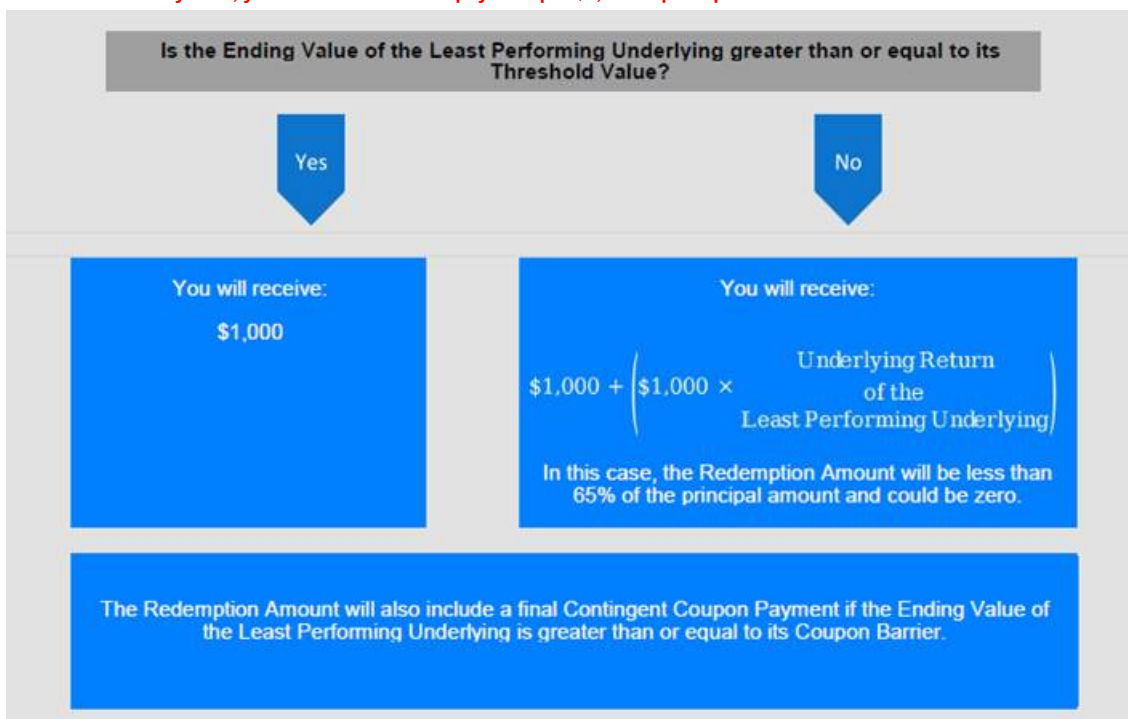 Is the Ending Value of the Least Performing Underlying greater than or equal to its
Threshold Value?
Yes
No
You will receive:
$1,000
You will receive:
$1,000 + ($1,000 × Underlying Return
of the
Least Performing Underlying)
In this case, the Redemption Amount will be less than
65% of the principal amount and could be zero.
The Redemption Amount will also include a final Contingent Coupon Payment if the Ending Value of
the Least Performing Underlying is greater than or equal to its Coupon Barrier.